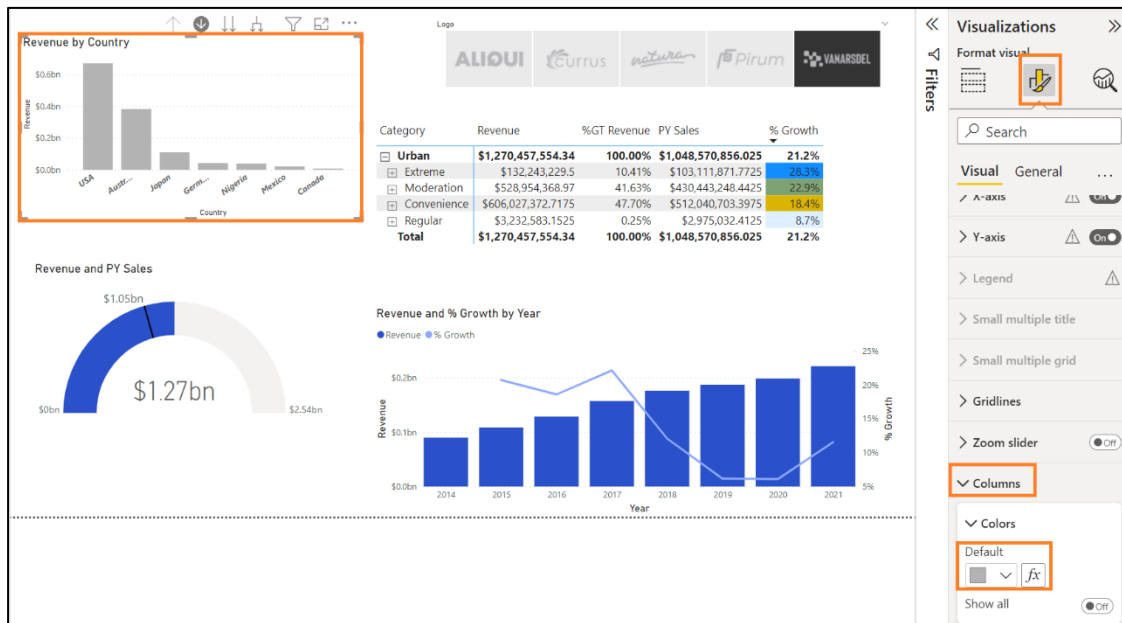 Revenue by Country
Revenue
$0.6bn
$0.4bn
$0.2bn
$0.0bn
USA
Austr...
Japan
Germ...
Nigeria
Mexico
Canada
Country
Logo
ALIQUI
Currus
natura
Pirum
VANARSDEL
Category Revenue %GT Revenue PY Sales % Growth
Urban $1,270,457,554.34 100.00% $1,048,570,856.025 21.2%
Extreme $132,243,229.5 10.41% $103,111,871.7725 28.3%
Moderation $528,954,368.97 41.63% $430,443,248.4425 22.9%
Convenience $606,027,372.7175 47.70% $512,040,703.3975 18.4%
Regular $3,232,583.1525 0.25% $2,975,032.4125 8.7%
Total $1,270,457,554.34 100.00% $1,048,570,856.025 21.2%
Revenue and PY Sales
$1.05bn
$1.27bn
$0bn
$2.54bn
Revenue and % Growth by Year
Revenue % Growth
Revenue
$0.2bn
$0.1bn
$0.0bn
25%
20%
15%
10%
5%
% Growth
2014 2015 2016 2017 2018 2019 2020 2021
Year
Filters
Visualizations
Format visual
Search
Visual General ...
X-axis On
Y-axis On
Legend
Small multiple title
Small multiple grid
Gridlines
Zoom slider Off
Columns
Colors
Default
fx
Show all Off